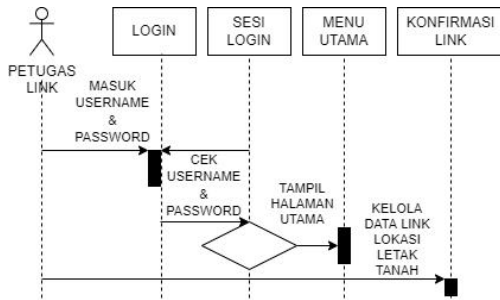 LOGIN
SESI
LOGIN
MENU
UTAMA
KONFIRMASI
LINK
PETUGAS
LINK
MASUK
USERNAME
&
PASSWORD
CEK
USERNAME
&
PASSWORD
TAMPIL
HALAMAN
UTAMA
KELOLA
DATA LINK
LOKASI
LETAK
TANAH